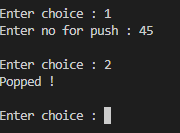 Enter choice : 1
Enter no for push : 45
Enter choice : 2
Popped !
Enter choice :